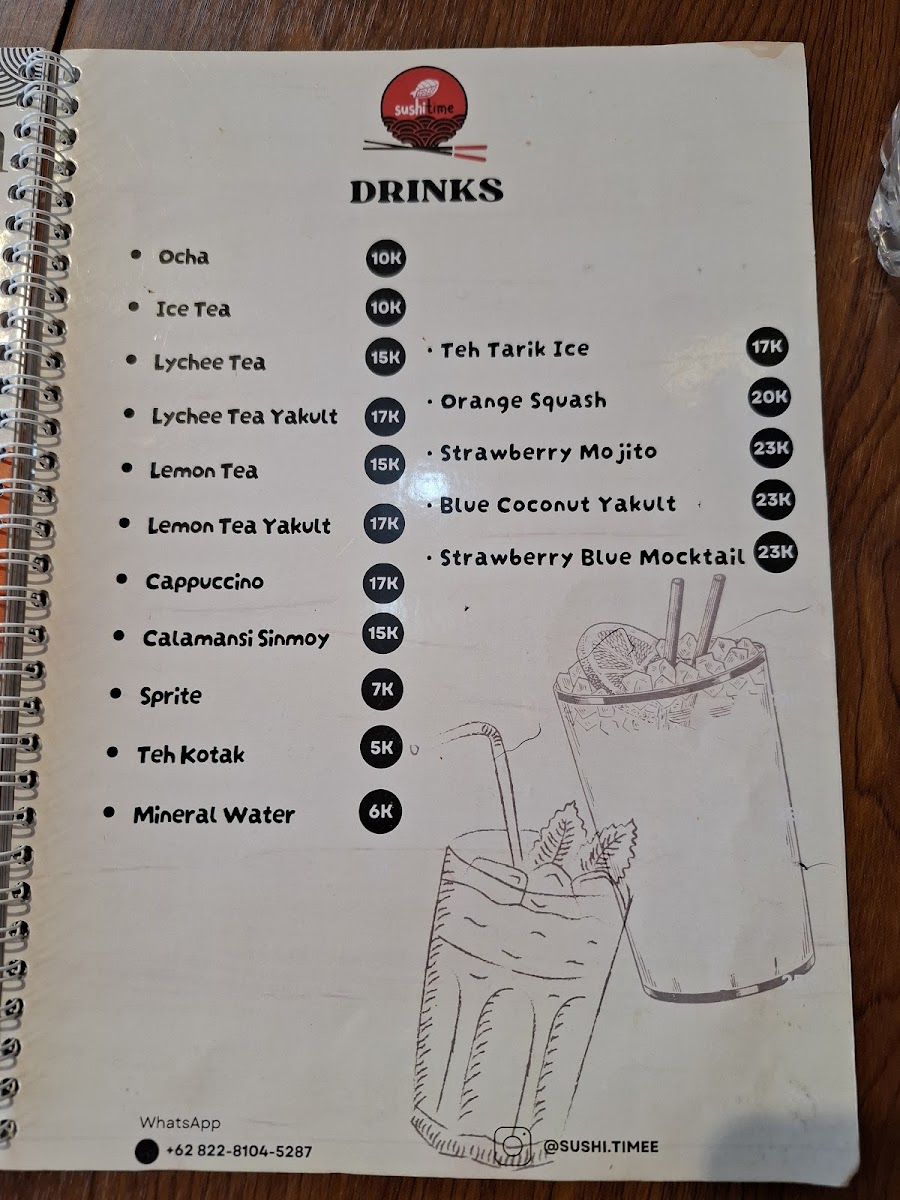 sushitime
DRINKS
• Ocha 10K
• Ice Tea 10K
• Lychee Tea 15K
• Lychee Tea Yakult 17K
• Lemon Tea 15K
• Lemon Tea Yakult 17K
• Cappuccino 17K
• Calamansi Sinmoy 15K
• Sprite 7K
• Teh Kotak 5K
• Mineral Water 6K
• Teh Tarik Ice 17K
• Orange Squash 20K
• Strawberry Mojito 23K
• Blue Coconut Yakult 23K
• Strawberry Blue Mocktail 23K
WhatsApp
+62 822-8104-5287
@SUSHI.TIMEE